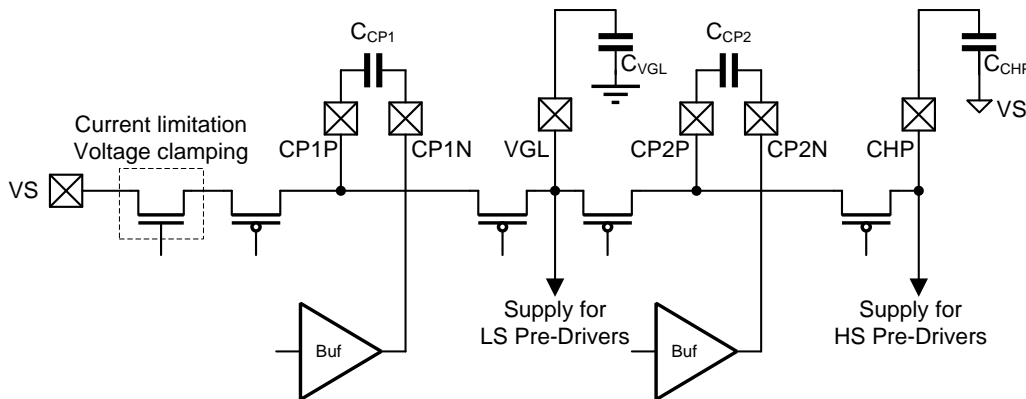 C_CP1
C_CP2
C_VGL
C_CHP
VS
Current limitation
Voltage clamping
CP1P
CP1N
VGL
CP2P
CP2N
CHP
VS
Supply for
LS Pre-Drivers
Supply for
HS Pre-Drivers
Buf
Buf